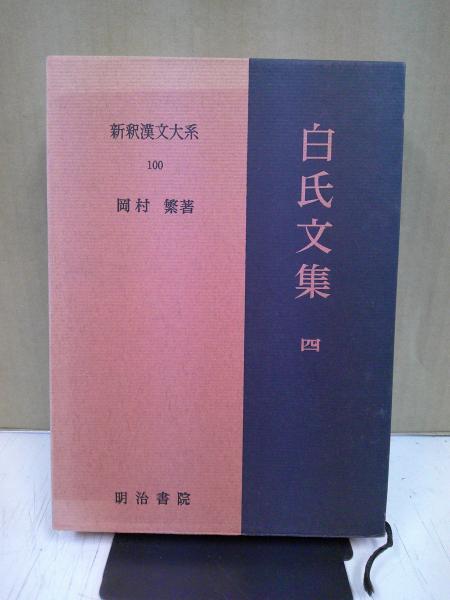 新釈漢文大系
100
岡村 繁著
明治書院
白氏文集
四